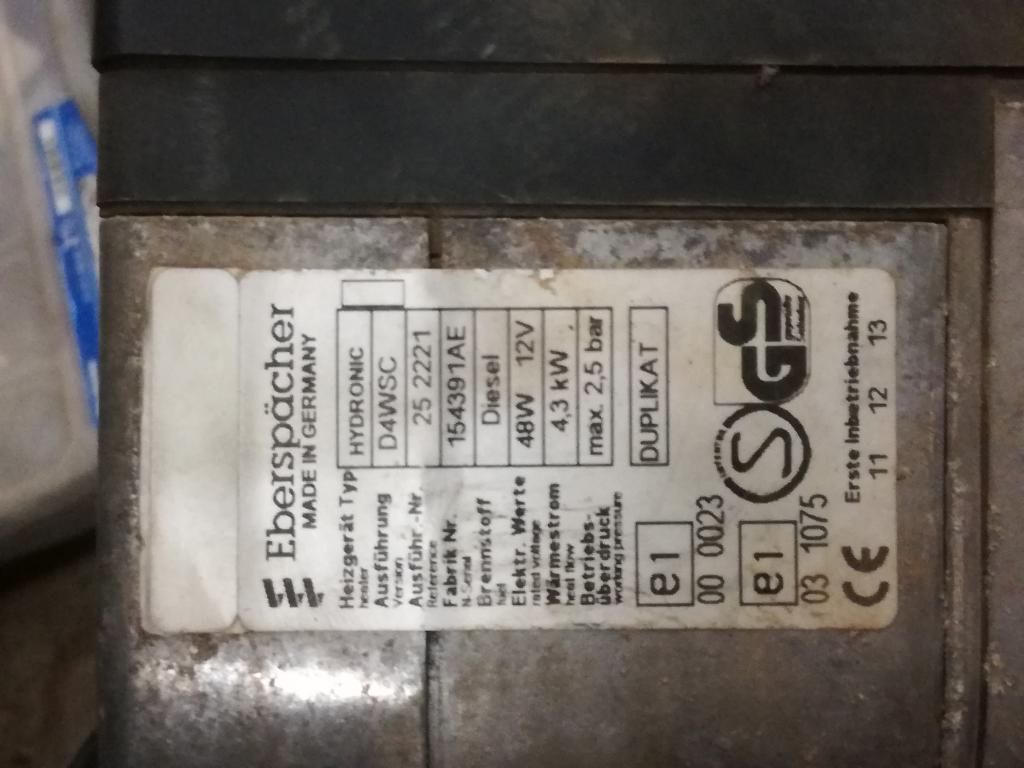 Eberspächer
MADE IN GERMANY
Heizgerät Typ HYDRONIC
heater
Ausführung D4WSC
Version
Ausführ.-Nr. 25 2221
Reference
Fabrik Nr. 154391AE
N-Serial
Brennstoff Diesel
fuel
Elektr. Werte 48W 12V
rated voltage
Wärmestrom 4,3 kW
heat flow
Betriebs-
überdruck max. 2,5 bar
working pressure
DUPLIKAT
e1
00 0023
e1
03 1075
S
GS
CE
Erste Inbetriebnahme
11 12 13